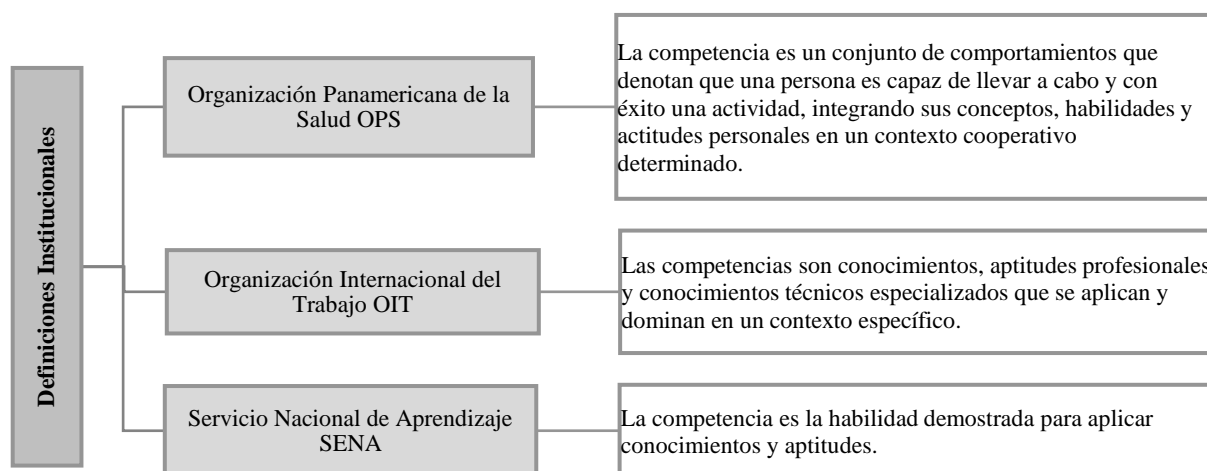 Definiciones Institucionales
Organización Panamericana de la
Salud OPS
La competencia es un conjunto de comportamientos que
denotan que una persona es capaz de llevar a cabo y con
éxito una actividad, integrando sus conceptos, habilidades y
actitudes personales en un contexto cooperativo
determinado.
Organización Internacional del
Trabajo OIT
Las competencias son conocimientos, aptitudes profesionales
y conocimientos técnicos especializados que se aplican y
dominan en un contexto específico.
Servicio Nacional de Aprendizaje
SENA
La competencia es la habilidad demostrada para aplicar
conocimientos y aptitudes.